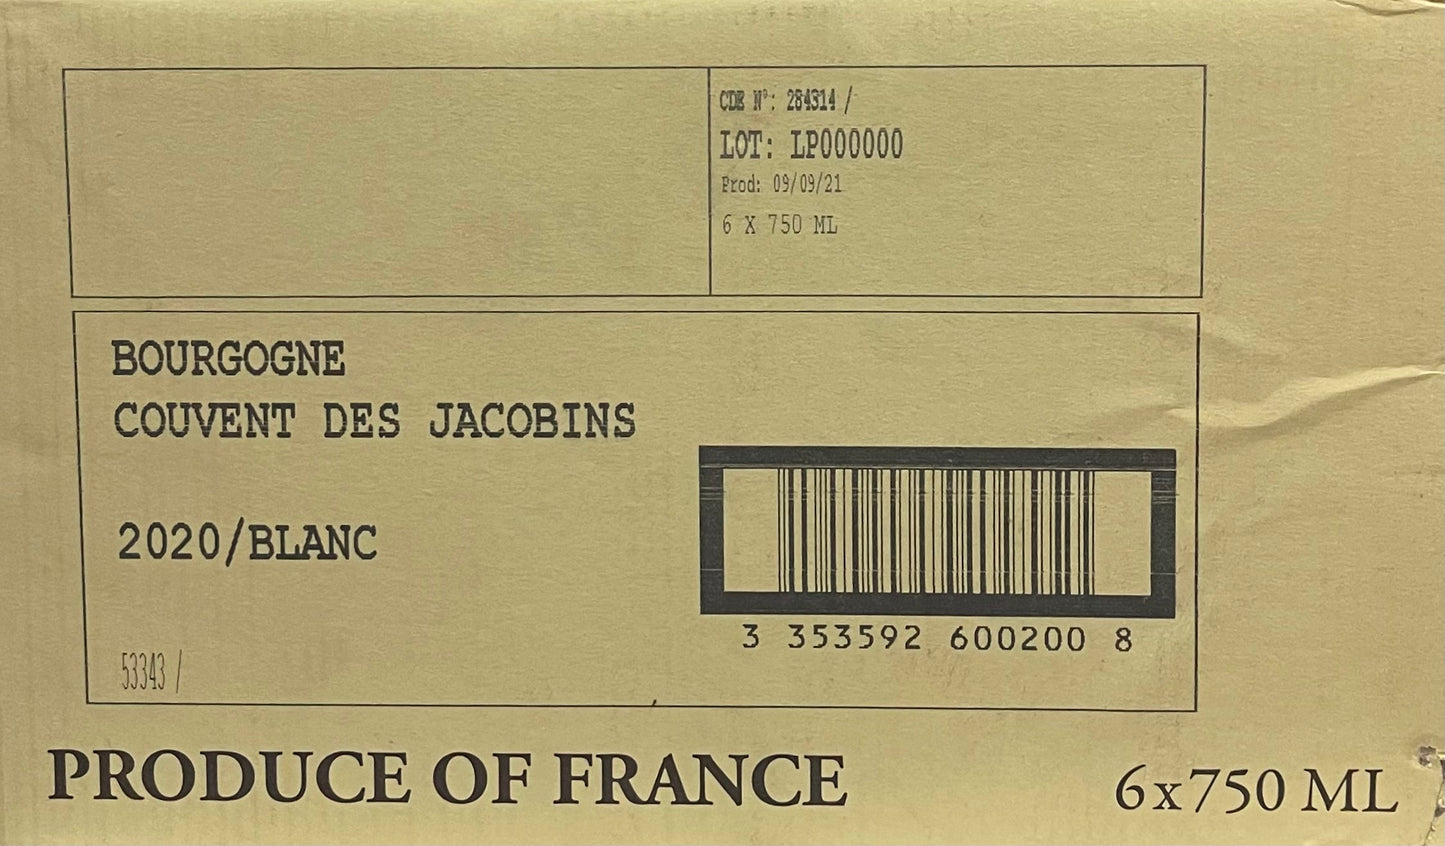 CDE N°: 284314 /
LOT: LP000000
Prod: 09/09/21
6 X 750 ML
BOURGOGNE
COUVENT DES JACOBINS
2020/BLANC
3 353592 600200 8
53343 /
PRODUCE OF FRANCE
6x750 ML